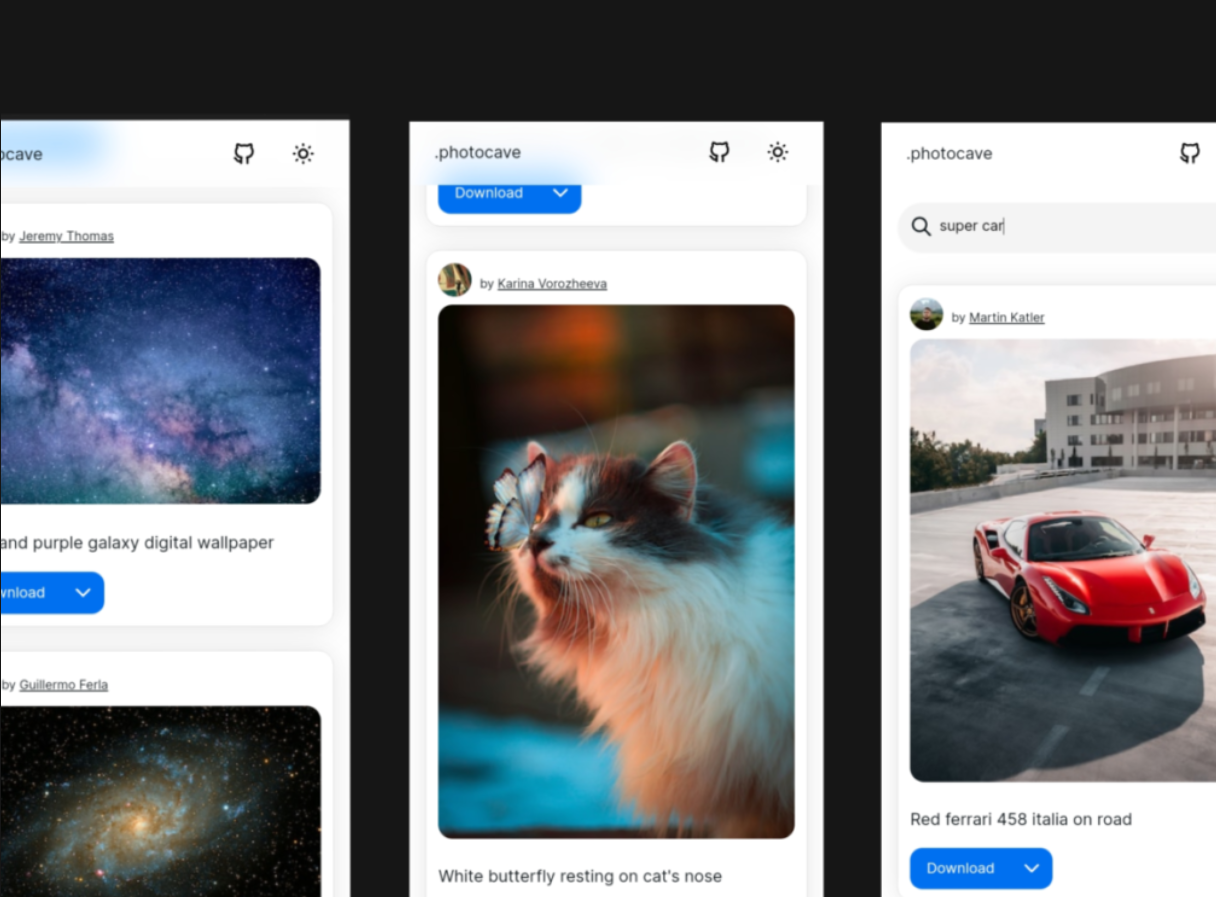 ocave
by Jeremy Thomas
and purple galaxy digital wallpaper
wnload
by Guillermo Ferla
.photocave
Download
by Karina Vorozheeva
White butterfly resting on cat's nose
.photocave
super car
by Martin Katler
Red ferrari 458 italia on road
Download